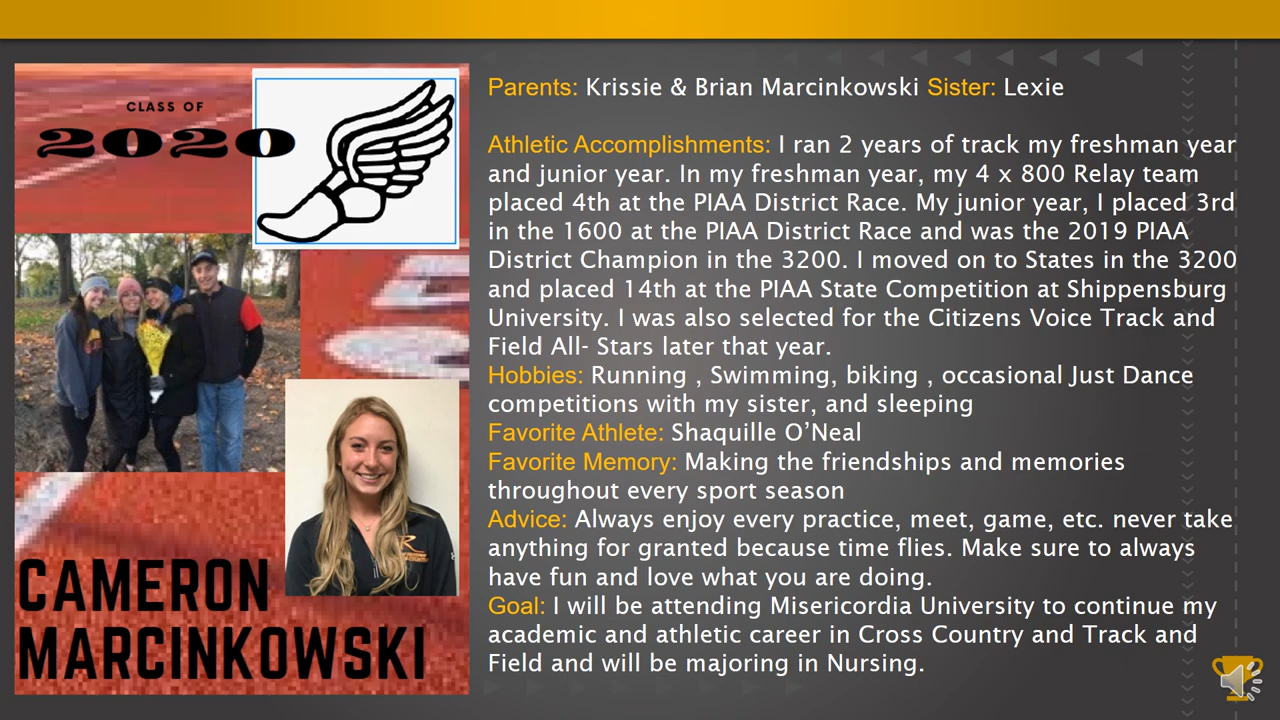 CLASS OF
2020
CAMERON
MARCINKOWSKI
Parents: Krissie & Brian Marcinkowski Sister: Lexie
Athletic Accomplishments: I ran 2 years of track my freshman year
and junior year. In my freshman year, my 4 x 800 Relay team
placed 4th at the PIAA District Race. My junior year, I placed 3rd
in the 1600 at the PIAA District Race and was the 2019 PIAA
District Champion in the 3200. I moved on to States in the 3200
and placed 14th at the PIAA State Competition at Shippensburg
University. I was also selected for the Citizens Voice Track and
Field All- Stars later that year.
Hobbies: Running , Swimming, biking , occasional Just Dance
competitions with my sister, and sleeping
Favorite Athlete: Shaquille O’Neal
Favorite Memory: Making the friendships and memories
throughout every sport season
Advice: Always enjoy every practice, meet, game, etc. never take
anything for granted because time flies. Make sure to always
have fun and love what you are doing.
Goal: I will be attending Misericordia University to continue my
academic and athletic career in Cross Country and Track and
Field and will be majoring in Nursing.